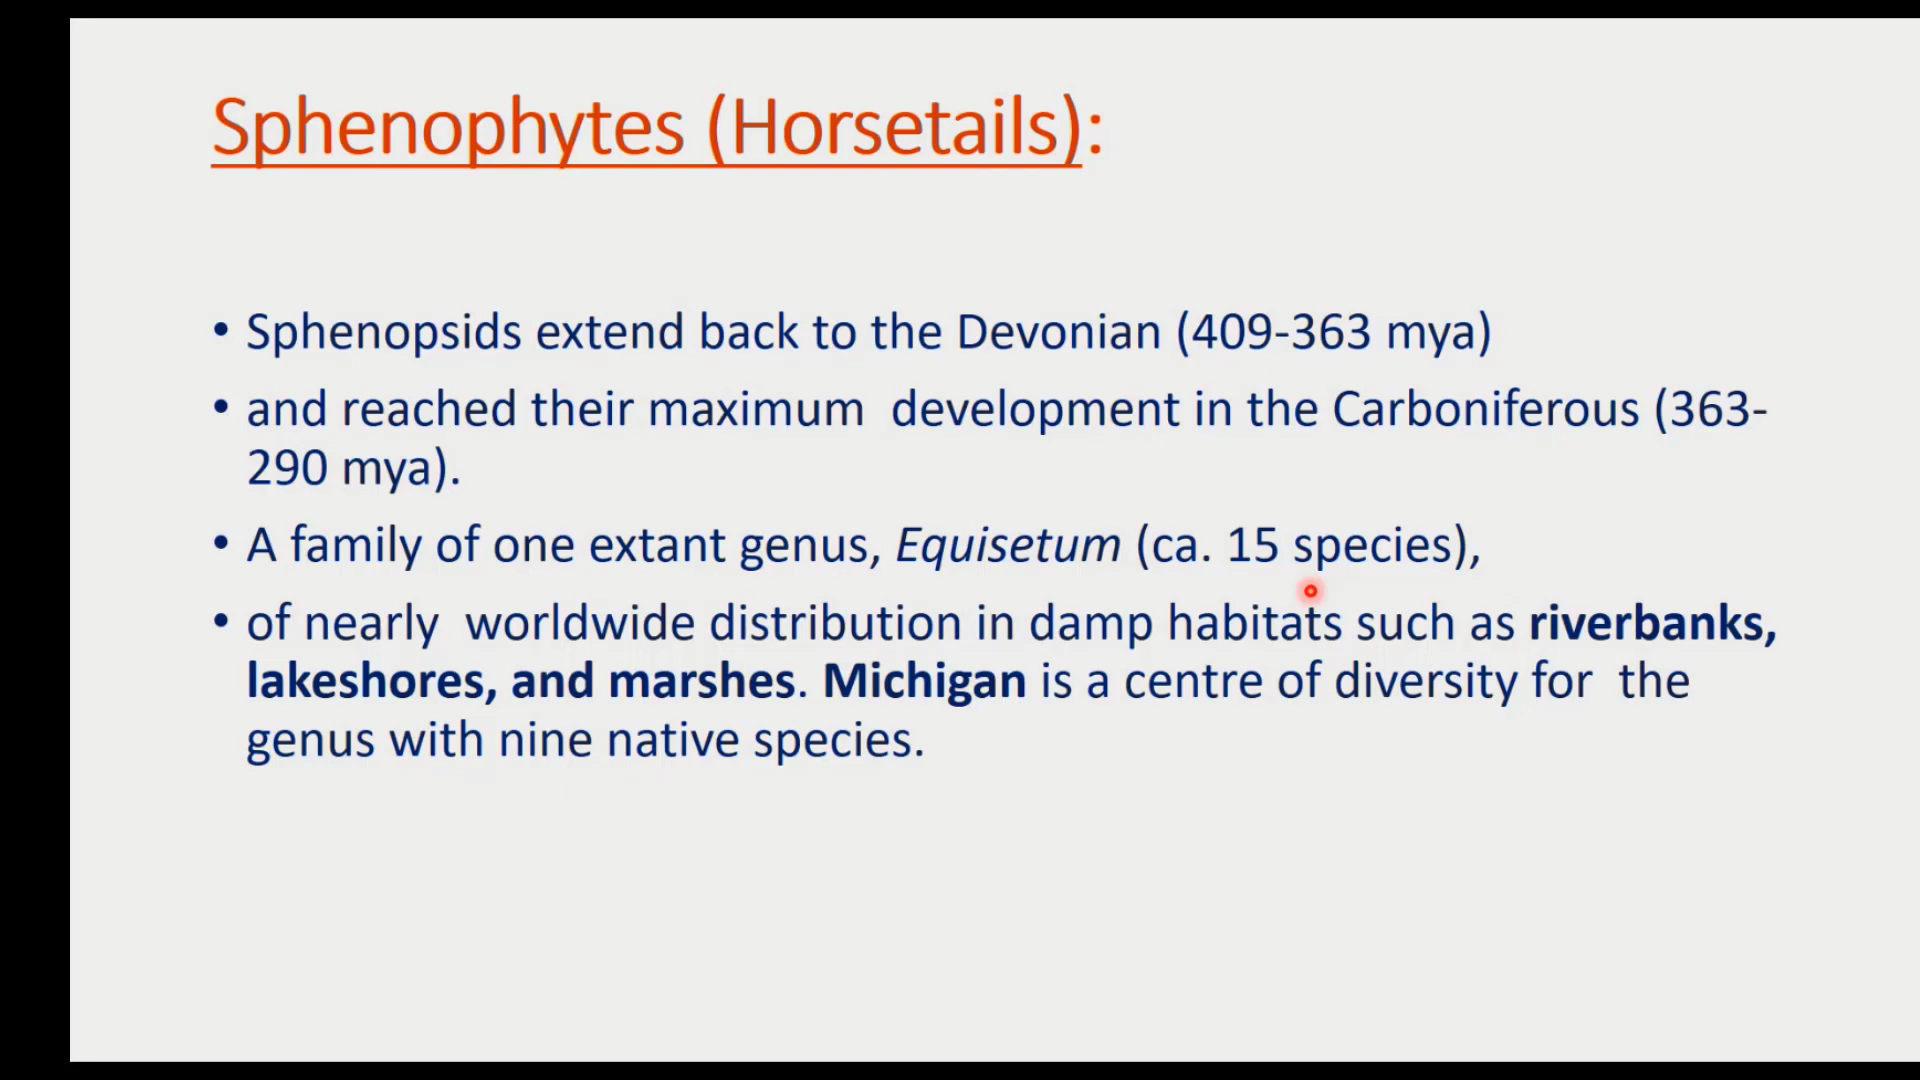 Sphenophytes (Horsetails):
• Sphenopsids extend back to the Devonian (409-363 mya)
• and reached their maximum  development in the Carboniferous (363-
290 mya).
• A family of one extant genus, Equisetum (ca. 15 species),
• of nearly  worldwide distribution in damp habitats such as riverbanks,
lakeshores, and marshes. Michigan is a centre of diversity for  the
genus with nine native species.